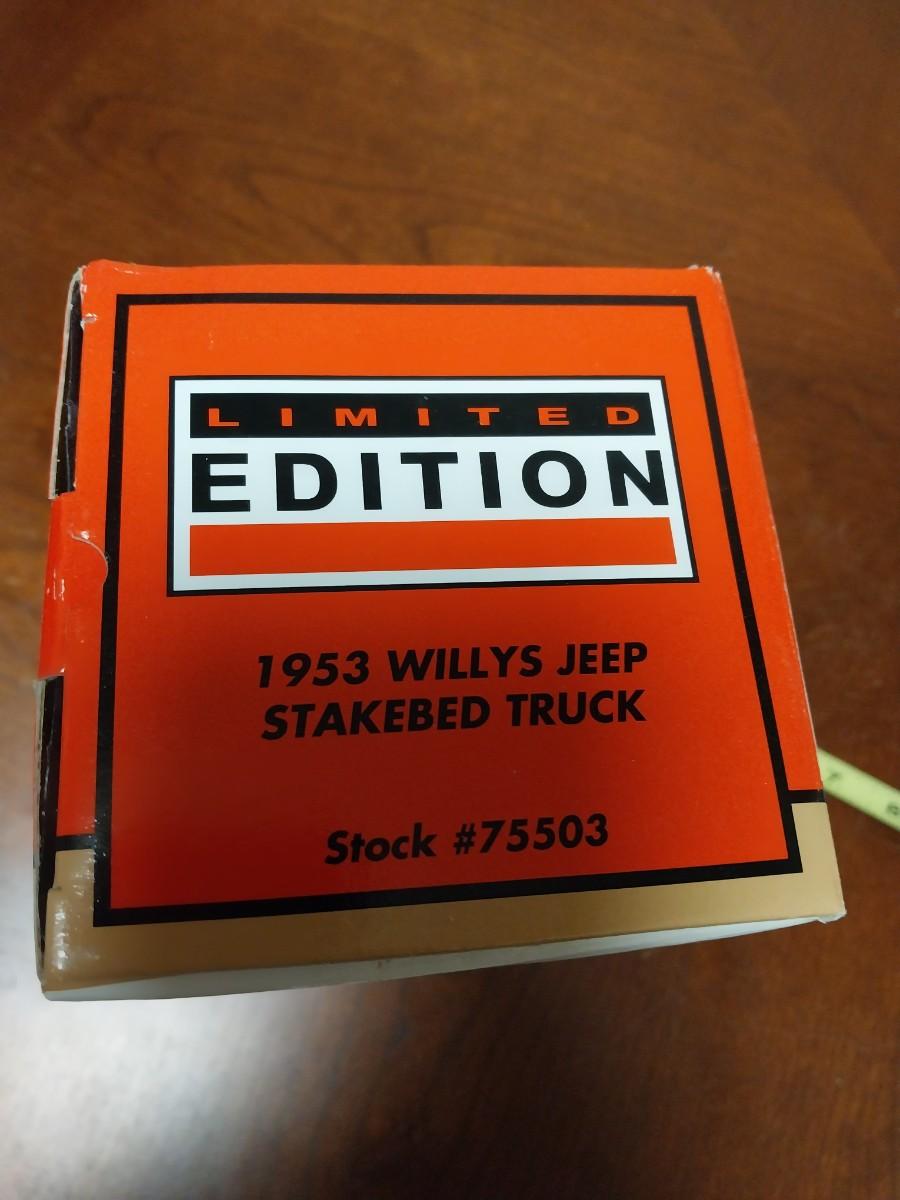 LIMITED
EDITION
1953 WILLYS JEEP
STAKEBED TRUCK
Stock #75503